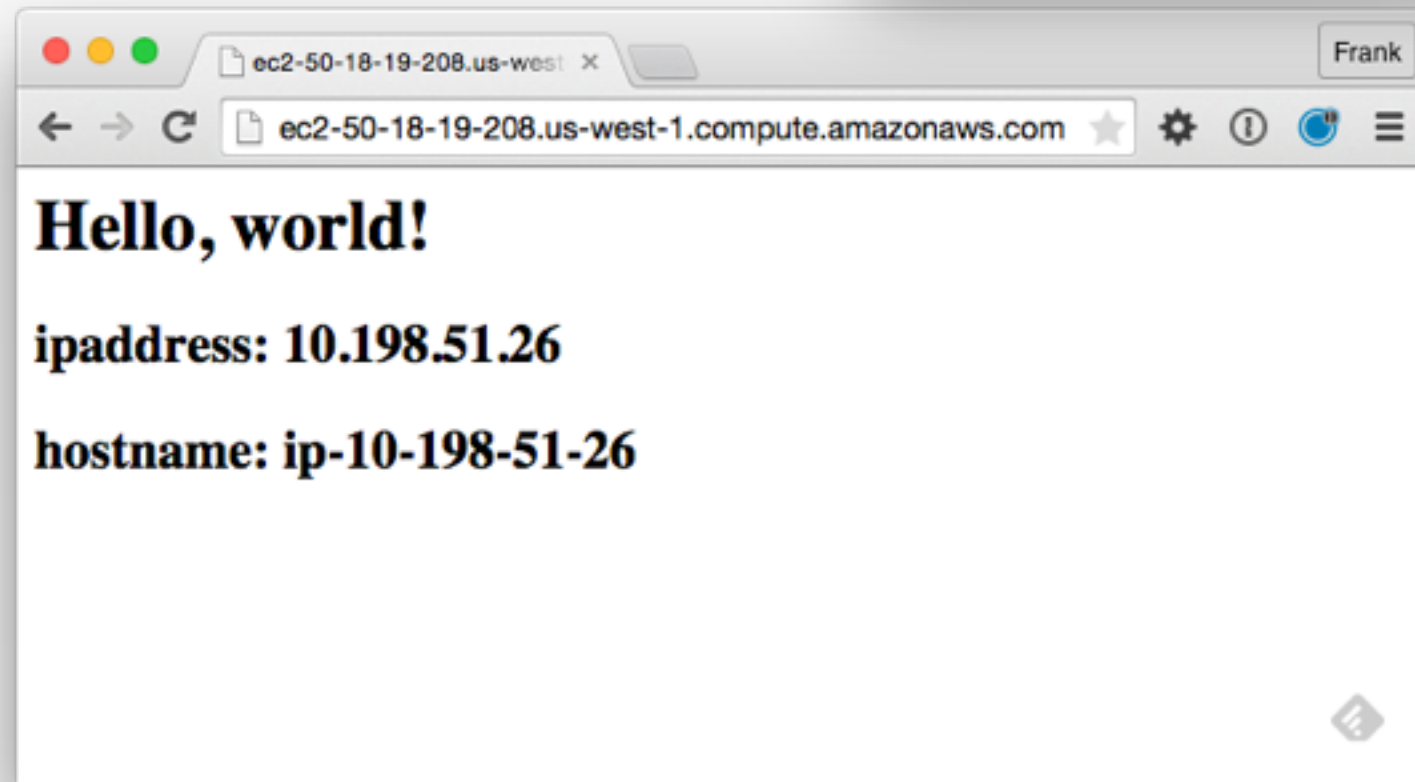 ec2-50-18-19-208.us-west
Frank
ec2-50-18-19-208.us-west-1.compute.amazonaws.com
Hello, world!
ipaddress: 10.198.51.26
hostname: ip-10-198-51-26